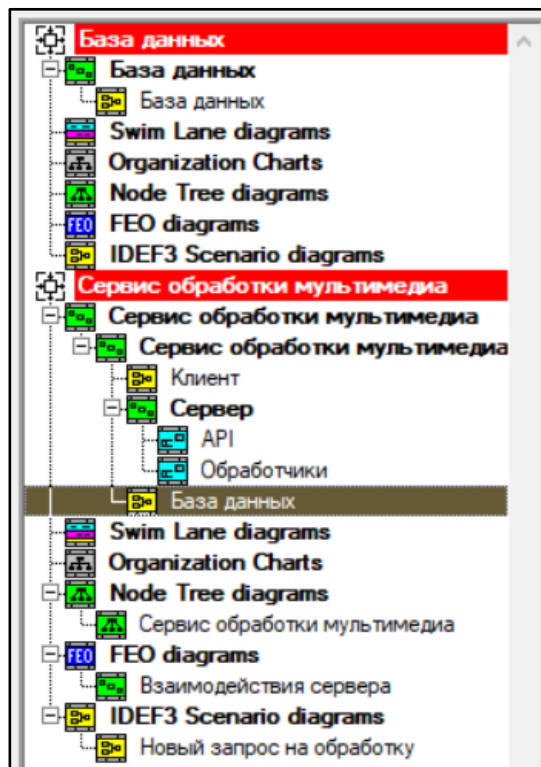 База данных
База данных
База данных
Swim Lane diagrams
Organization Charts
Node Tree diagrams
FEO FEO diagrams
IDEF3 Scenario diagrams
Сервис обработки мультимедиа
Сервис обработки мультимедиа
Сервис обработки мультимедиа
Клиент
Сервер
API
Обработчики
База данных
Swim Lane diagrams
Organization Charts
Node Tree diagrams
Сервис обработки мультимедиа
FEO FEO diagrams
Взаимодействия сервера
IDEF3 Scenario diagrams
Новый запрос на обработку